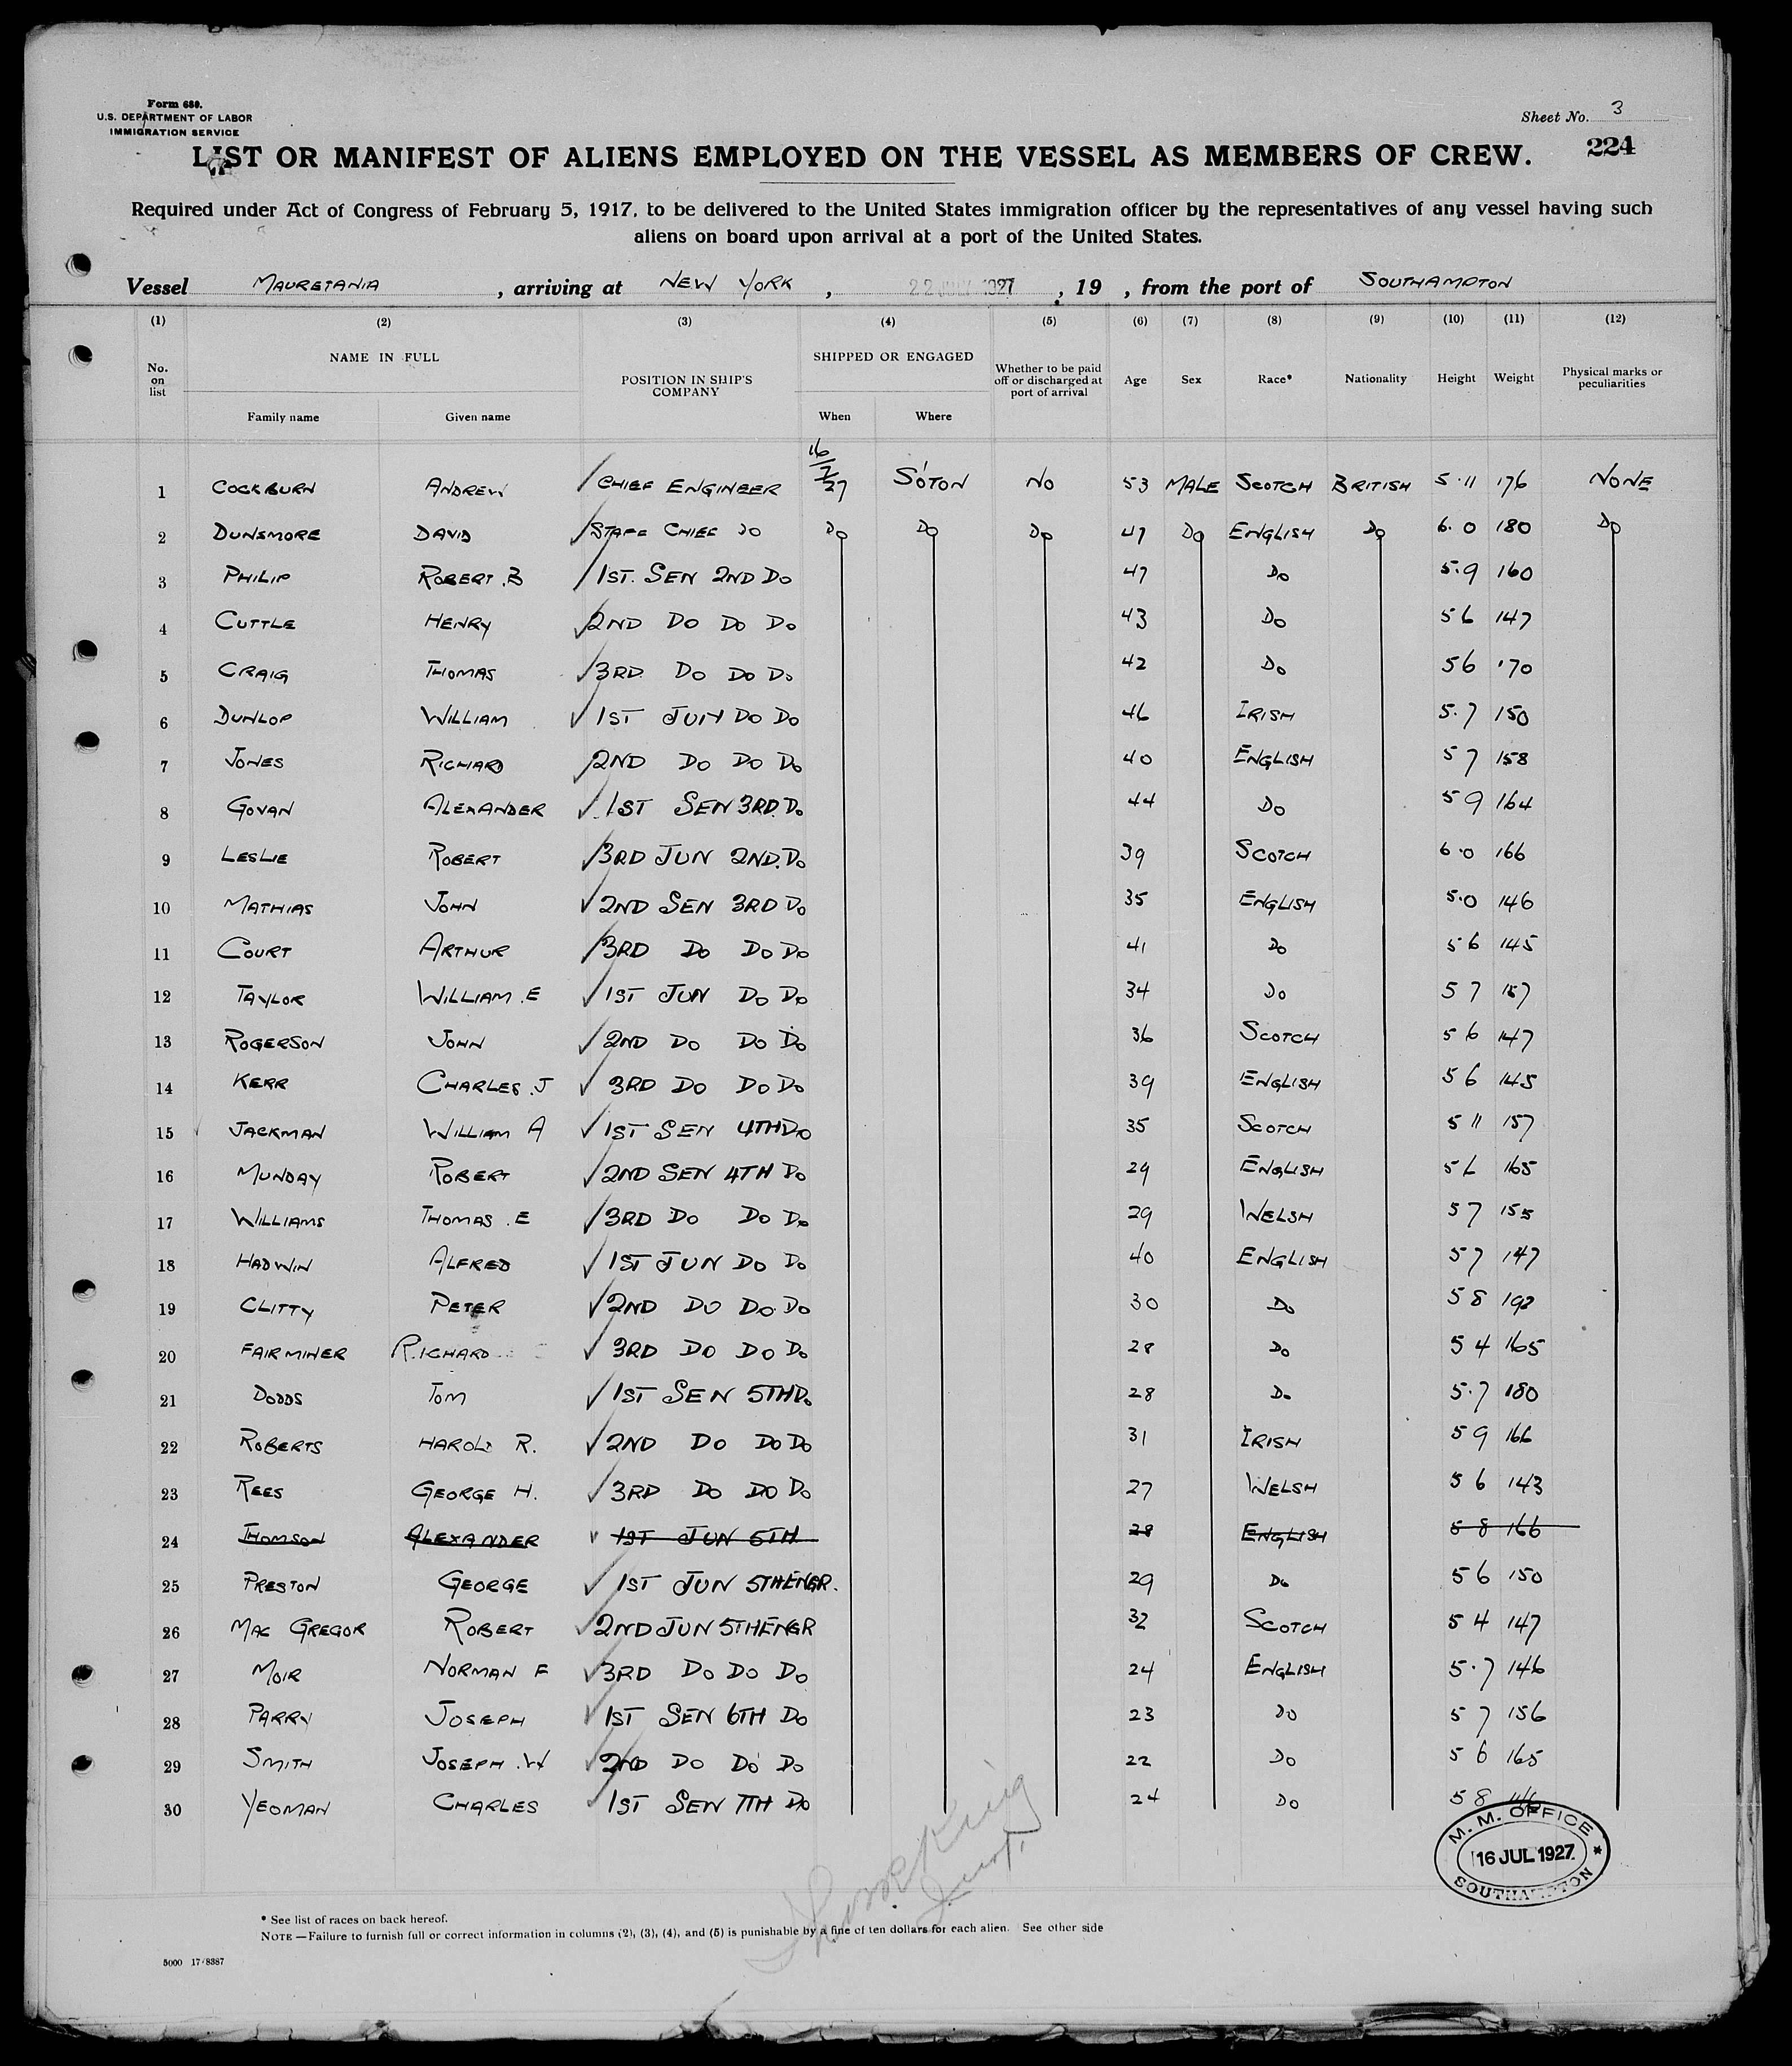 Form 680.
U.S. DEPARTMENT OF LABOR
IMMIGRATION SERVICE
Sheet No. 3
224
LIST OR MANIFEST OF ALIENS EMPLOYED ON THE VESSEL AS MEMBERS OF CREW.
Required under Act of Congress of February 5, 1917, to be delivered to the United States immigration officer by the representatives of any vessel having such
aliens on board upon arrival at a port of the United States.
Vessel MAURETANIA, arriving at NEW YORK, 22 JULY 1927, 19 , from the port of SOUTHAMPTON
(1) (2) (3) (4) (5) (6) (7) (8) (9) (10) (11) (12)
No. on list NAME IN FULL Family name Given name POSITION IN SHIP'S COMPANY SHIPPED OR ENGAGED When Where Whether to be paid off or discharged at port of arrival Age Sex Race* Nationality Height Weight Physical marks or peculiarities
1 COCKBURN ANDREW CHIEF ENGINEER 16/7/27 S'OTON NO 53 MALE SCOTCH BRITISH 5.11 176 NONE
2 DUNSMORE DAVID STAFF CHIEF DO DO DO DO 47 DO ENGLISH DO 6.0 180 DO
3 PHILIP ROBERT.B 1ST. SEN 2ND DO 47 DO 5.9 160
4 CUTTLE HENRY 2ND DO DO DO 43 DO 5 6 147
5 CRAIG THOMAS 3RD DO DO DO 42 DO 5 6 170
6 DUNLOP WILLIAM 1ST JUN DO DO 46 IRISH 5.7 150
7 JONES RICHARD 2ND DO DO DO 40 ENGLISH 5 7 158
8 GOVAN ALEXANDER 1ST SEN 3RD. DO 44 DO 5 9 164
9 LESLIE ROBERT 3RD JUN 2ND. DO 39 SCOTCH 6.0 166
10 MATHIAS JOHN 2ND SEN 3RD DO 35 ENGLISH 5.0 146
11 COURT ARTHUR 3RD DO DO DO 41 DO 5 6 145
12 TAYLOR WILLIAM.E 1ST JUN DO DO 34 DO 5 7 157
13 ROGERSON JOHN 2ND DO DO DO 36 SCOTCH 5 6 147
14 KERR CHARLES.J 3RD DO DO DO 39 ENGLISH 5 6 145
15 JACKMAN WILLIAM A 1ST SEN 4TH DO 35 SCOTCH 5 11 157
16 MUNDAY ROBERT 2ND SEN 4TH DO 29 ENGLISH 5 6 165
17 WILLIAMS THOMAS.E 3RD DO DO DO 29 WELSH 5 7 155
18 HADWIN ALFRED 1ST JUN DO DO 40 ENGLISH 5 7 147
19 CLITTY PETER 2ND DO DO DO 30 DO 5 8
20 FAIRMINER RICHARD 3RD DO DO DO 28 DO 5 4 165
21 DODDS TOM 1ST SEN 5TH DO 28 DO 5.7 180
22 ROBERTS HAROLD R. 2ND DO DO DO 31 IRISH 5 9 166
23 REES GEORGE H. 3RD DO DO DO 27 WELSH 5 6 143
24 THOMSON ALEXANDER 1ST JUN 5TH 28 ENGLISH 5 8 166
25 PRESTON GEORGE 1ST JUN 5TH ENGR. 29 DO 5 6 150
26 MAC GREGOR ROBERT 2ND JUN 5TH ENGR 32 SCOTCH 5 4 147
27 MOIR NORMAN F 3RD DO DO DO 24 ENGLISH 5.7 146
28 PARRY JOSEPH 1ST SEN 6TH DO 23 DO 5 7 156
29 SMITH JOSEPH.W 2ND DO DO DO 22 DO 5 6 165
30 YEOMAN CHARLES 1ST SEN 7TH DO 24 DO 5 8
M. M. OFFICE
16 JUL 1927
SOUTHAMPTON
* See list of races on back hereof.
NOTE—Failure to furnish full or correct information in columns (2), (3), (4), and (5) is punishable by a fine of ten dollars for each alien. See other side
5000 17/8387